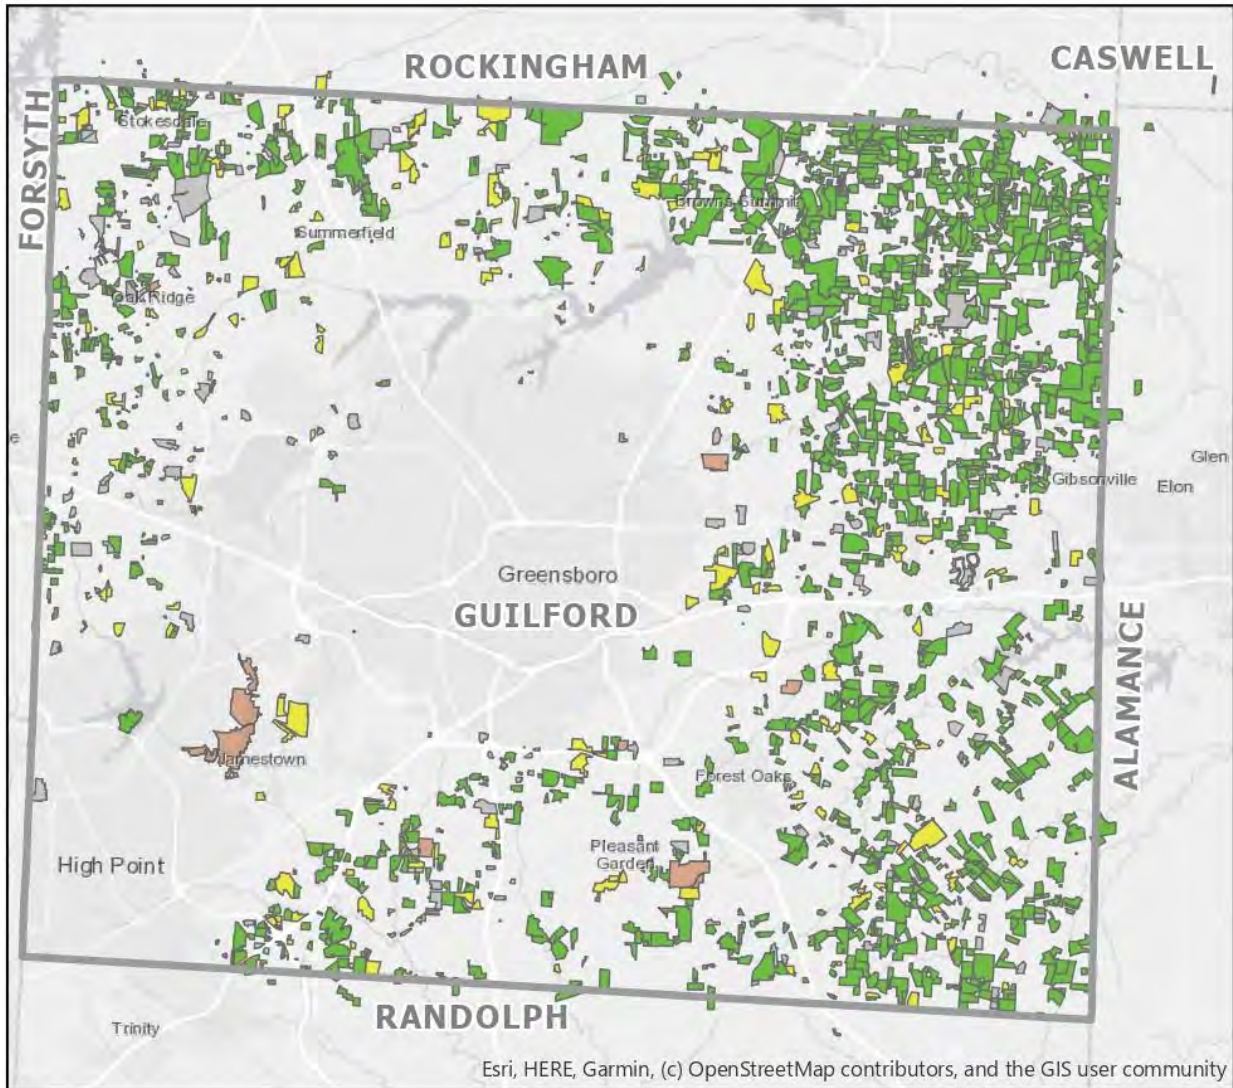 ROCKINGHAM
CASWELL
FORSYTH
Stokesdale
Browns Summit
Summerfield
Oak Ridge
e
Glen
Gibsonville
Elon
Greensboro
GUILFORD
ALAMANCE
Jamestown
Forest Oaks
Pleasant
Garden
High Point
RANDOLPH
Trinity
Esri, HERE, Garmin, (c) OpenStreetMap contributors, and the GIS user community